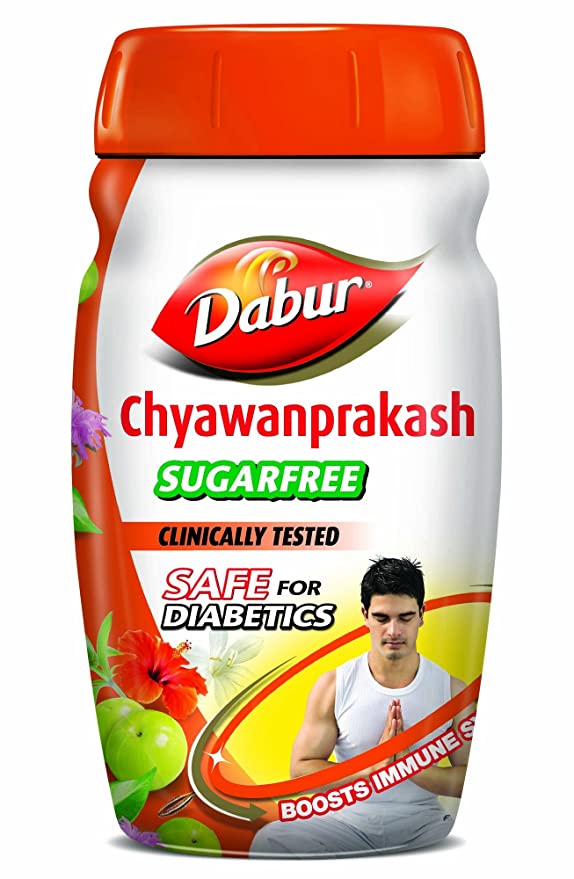 Dabur®
Chyawanprakash
SUGARFREE
CLINICALLY TESTED
SAFE FOR
DIABETICS
BOOSTS IMMUNE